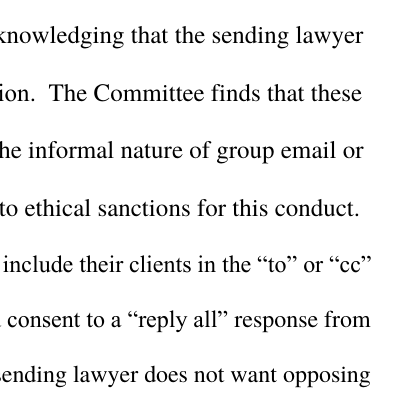 knowledging that the sending lawyer
ion. The Committee finds that these
he informal nature of group email or
to ethical sanctions for this conduct.
include their clients in the “to” or “cc”
consent to a “reply all” response from
sending lawyer does not want opposing